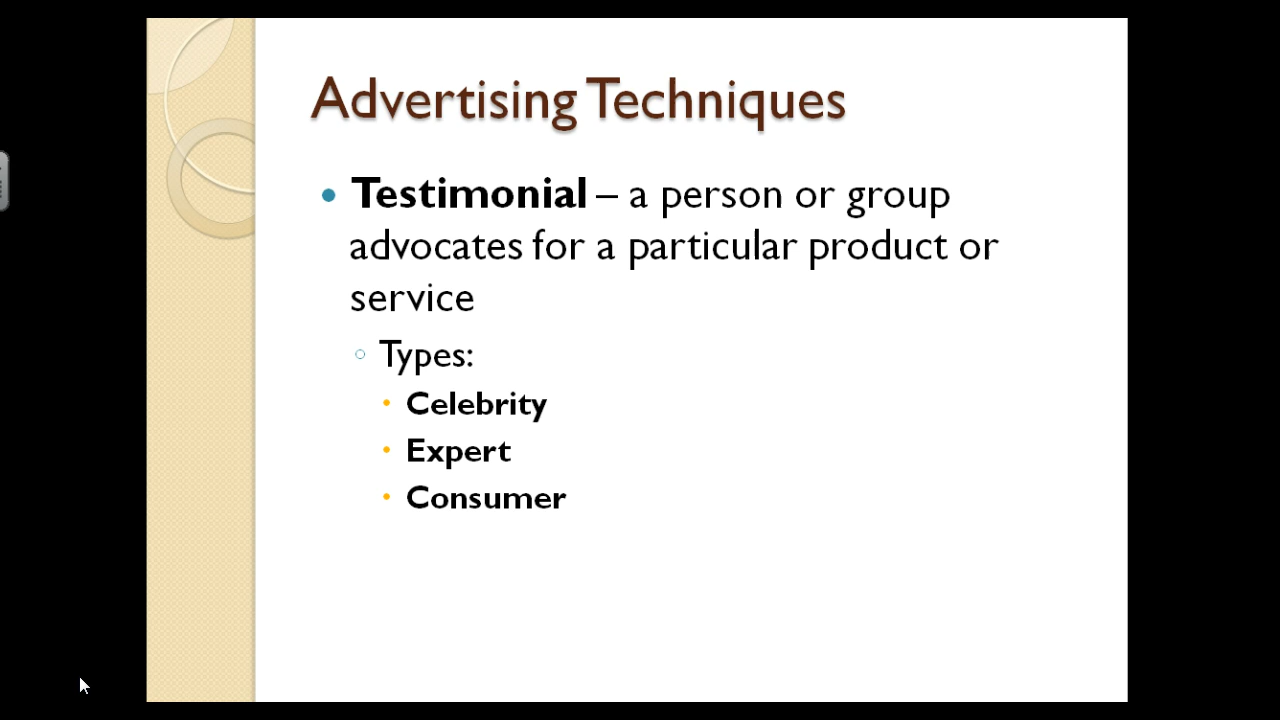 Advertising Techniques
Testimonial – a person or group
advocates for a particular product or
service
Types:
Celebrity
Expert
Consumer